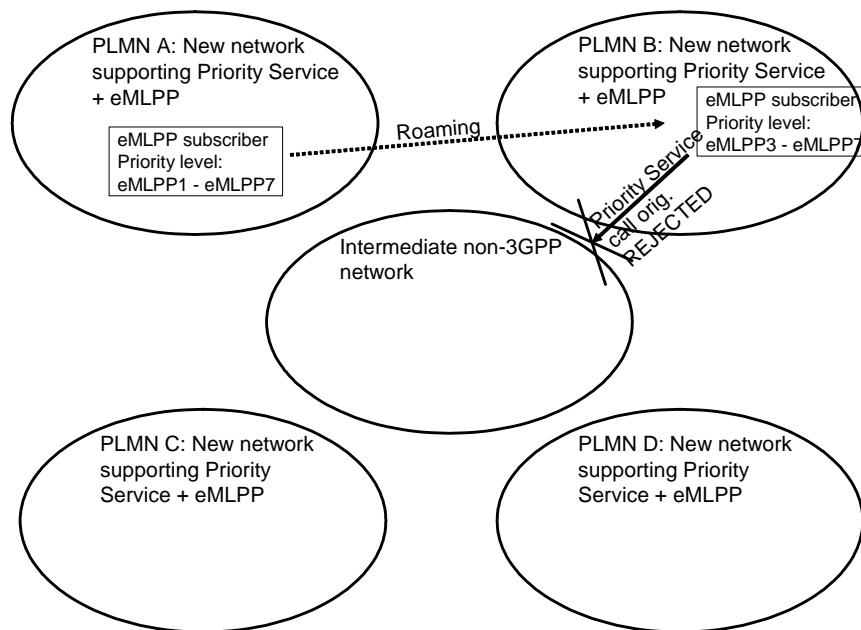 PLMN A: New network
supporting Priority Service
+ eMLPP
eMLPP subscriber
Priority level:
eMLPP1 - eMLPP7
Roaming
PLMN B: New network
supporting Priority Service
+ eMLPP
eMLPP subscriber
Priority level:
eMLPP3 - eMLPP7
Priority Service
call orig.
REJECTED
Intermediate non-3GPP
network
PLMN C: New network
supporting Priority
Service + eMLPP
PLMN D: New network
supporting Priority
Service + eMLPP